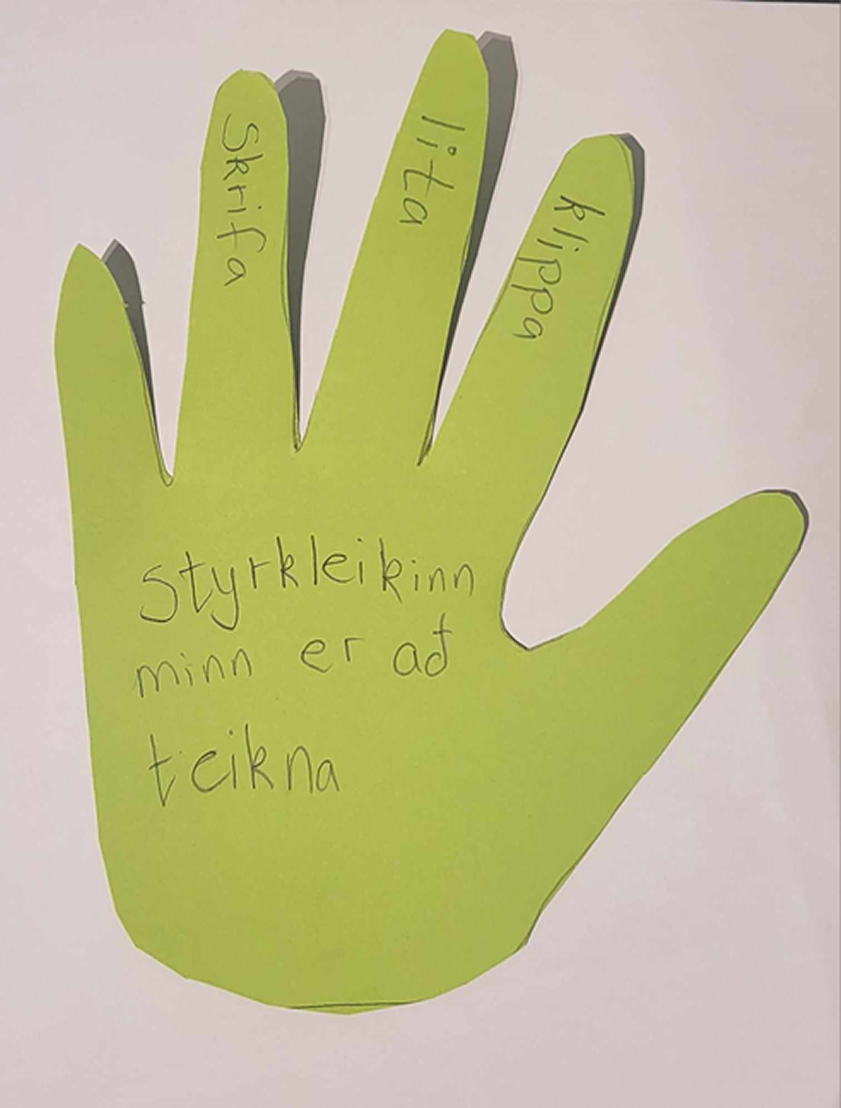 Skrifa
lita
klippa
styrkleikinn
minn er að
teikna